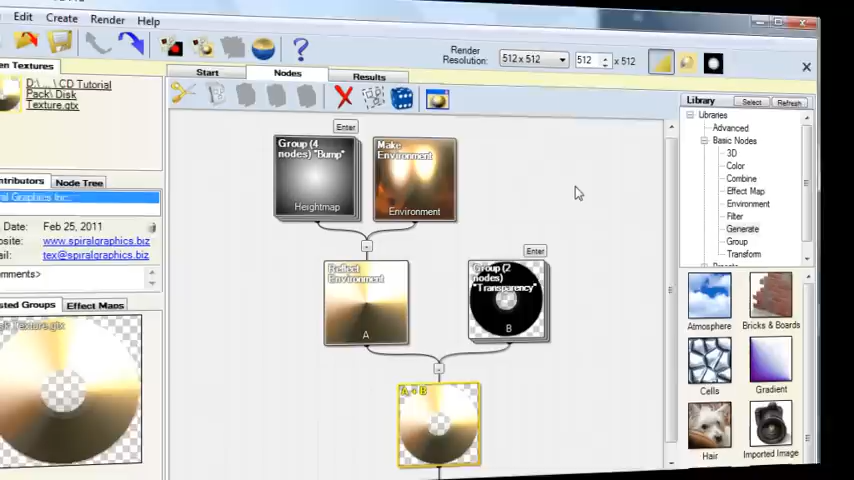 Edit Create Render Help
Render Resolution: 512 x 512 512 x 512
Start Nodes Results
D:\...\ CD Tutorial
Pack\ Disk
Texture.gtx
Node Tree
Date: Feb 25, 2011
www.spiralgraphics.biz
tex@spiralgraphics.biz
Effect Maps
Enter
Group (4
nodes) "Bump"
Heightmap
Make
Environment
Environment
Reflect
Environment
A
Enter
Group (2
nodes)
"Transparency"
B
A + B
Library Select Refresh
Libraries
Advanced
Basic Nodes
3D
Color
Combine
Effect Map
Environment
Filter
Generate
Group
Transform
Atmosphere
Bricks & Boards
Cells
Gradient
Hair
Imported Image